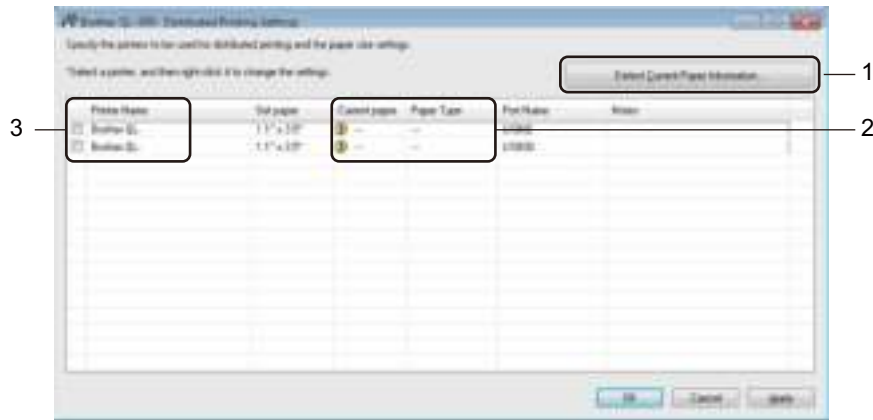 Brother QL- Distributed Printing Settings
Specify the printers to be used for distributed printing and the paper size settings.
*Select a printer, and then right-click it to change the settings.
Detect Current Paper Information...
1
Printer Name Set paper Current paper Paper Type Port Name Notes
3
Brother QL- 1.1" x 3.5" -- --
2
Brother QL- 1.1" x 3.5" -- --
OK Cancel Apply